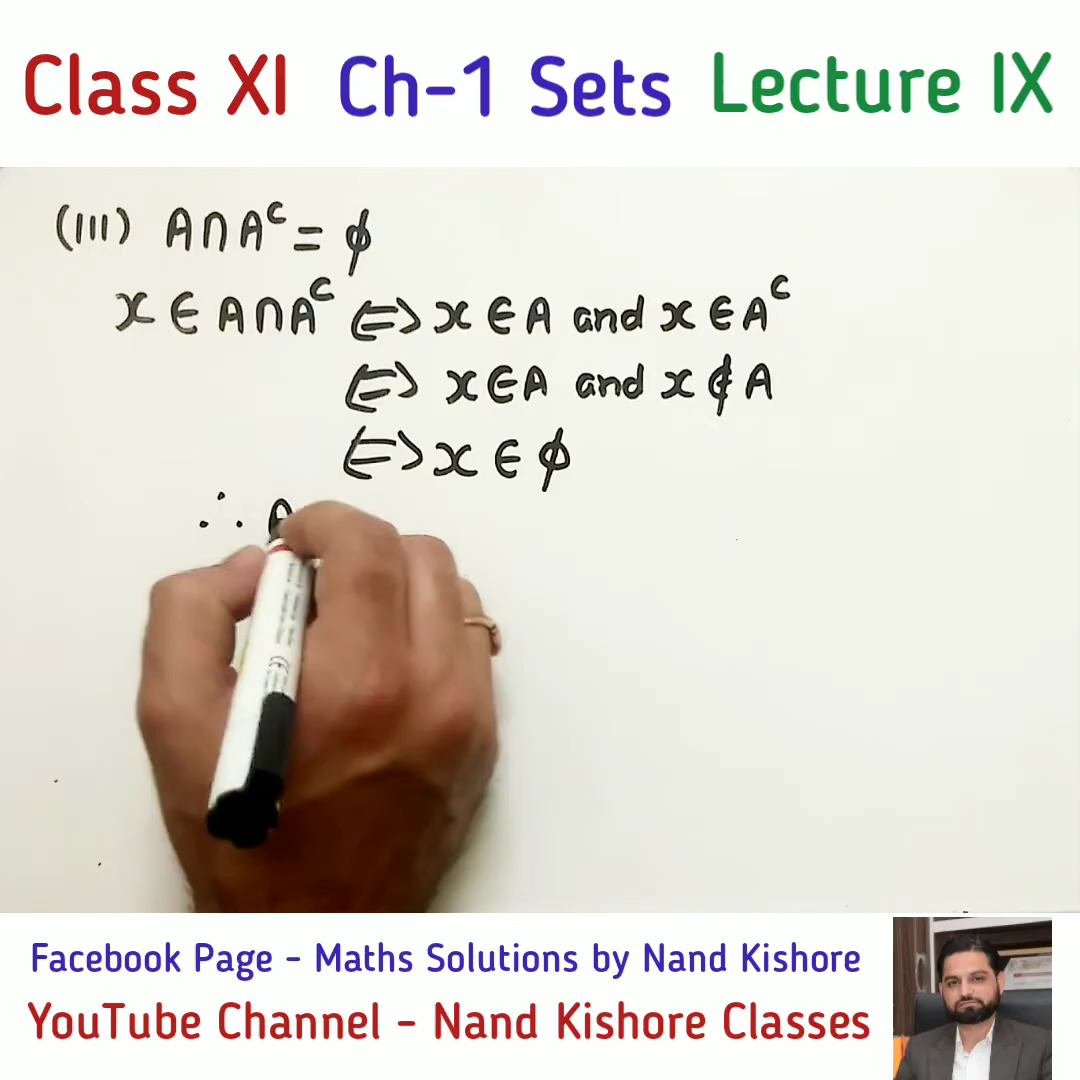 Class XI Ch-1 Sets Lecture IX
(III) A∩Aᶜ = ϕ
x ∈ A∩Aᶜ ⇔ x ∈ A and x ∈ Aᶜ
⇔ x ∈ A and x ∉ A
⇔ x ∈ ϕ
∴ A
Facebook Page - Maths Solutions by Nand Kishore
YouTube Channel - Nand Kishore Classes